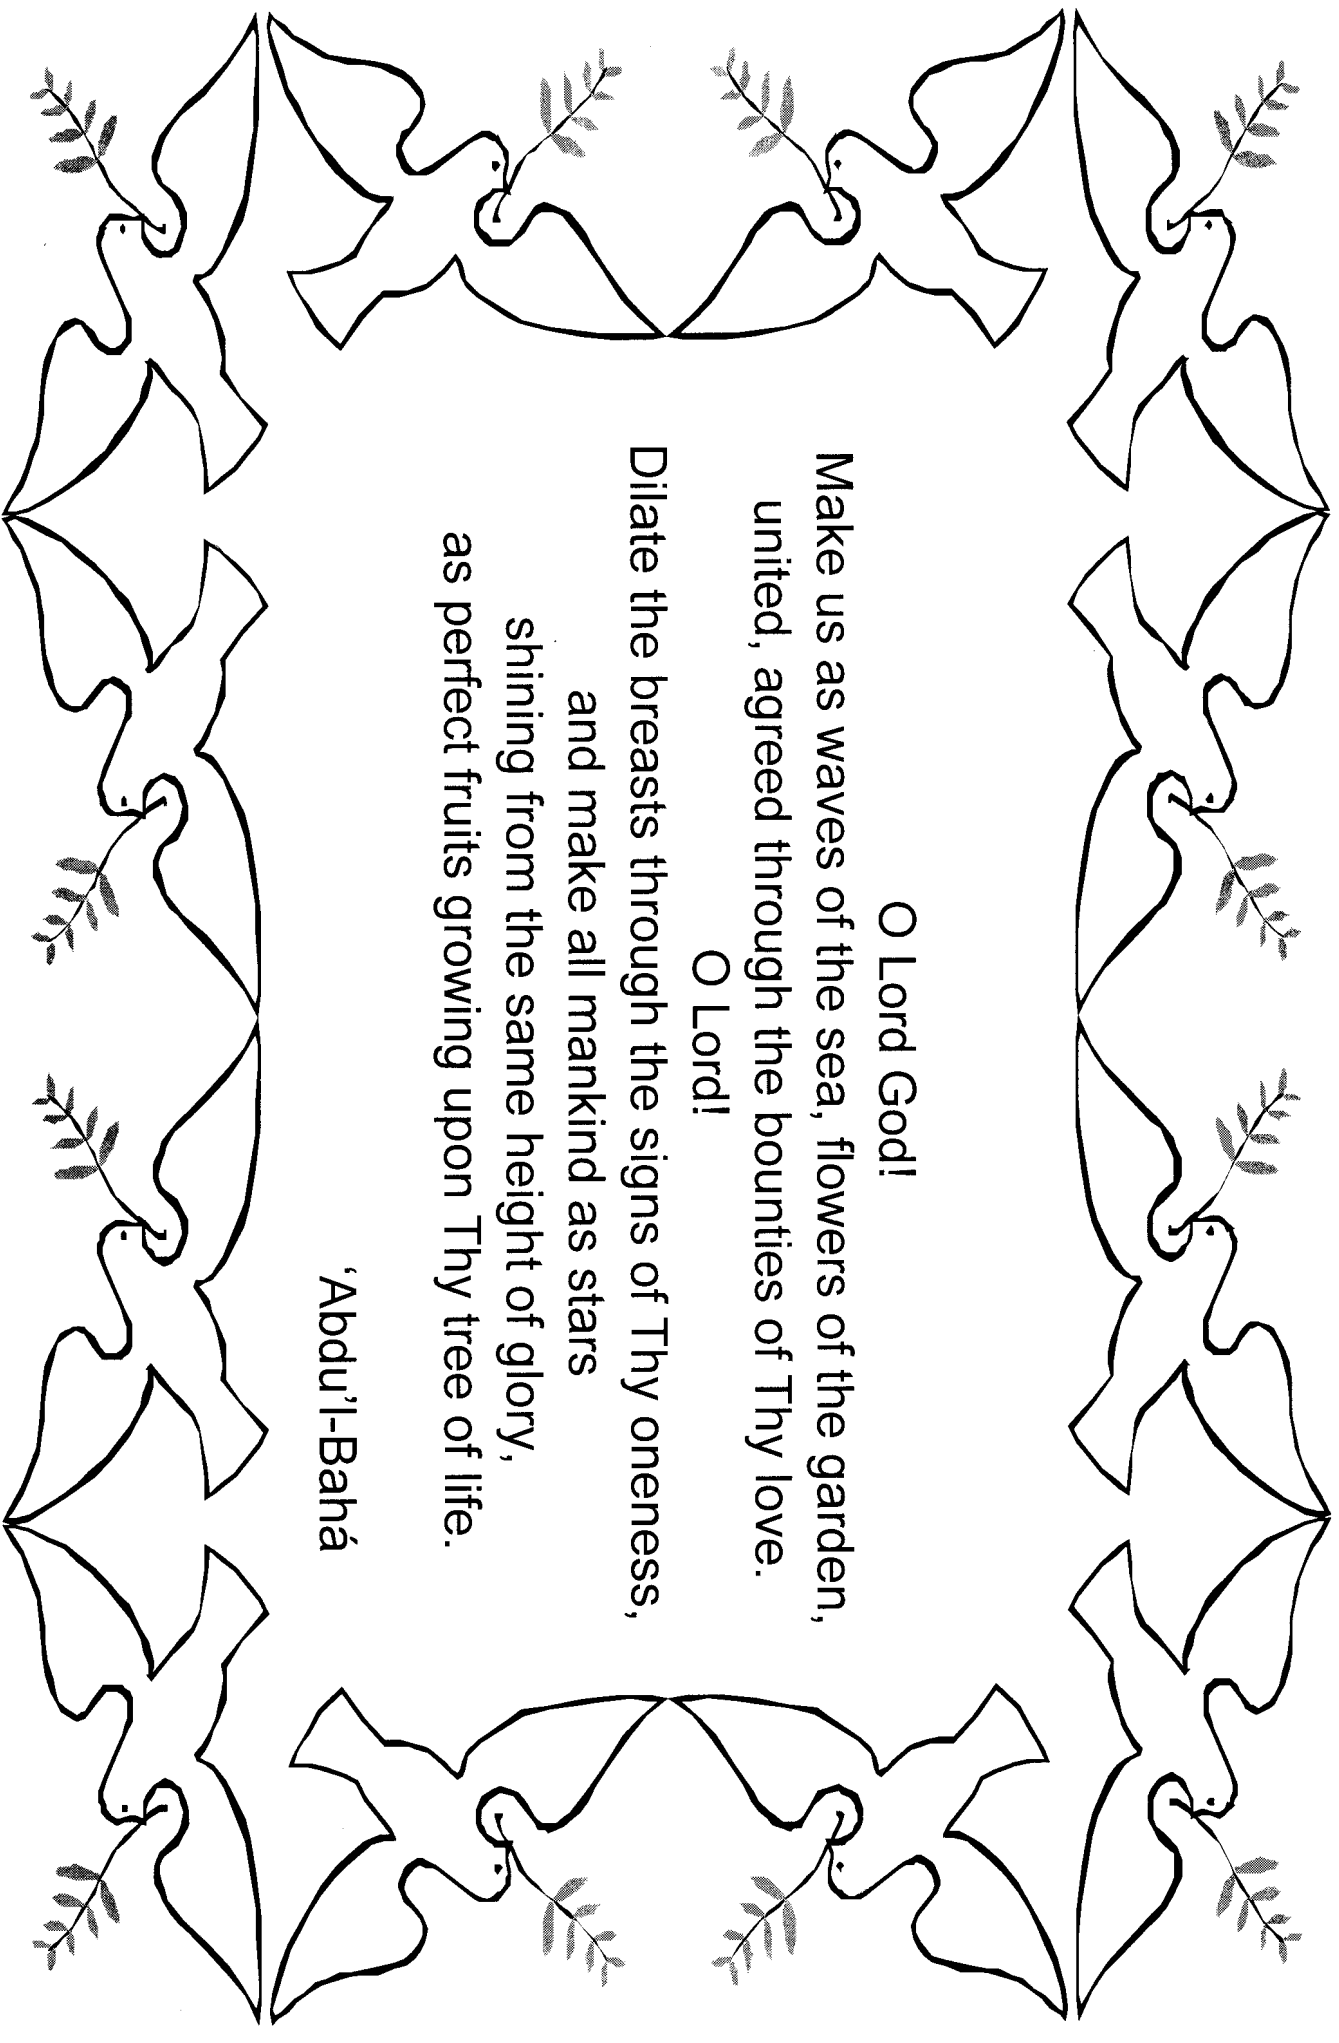 O Lord God!
Make us as waves of the sea, flowers of the garden,
united, agreed through the bounties of Thy love.
O Lord!
Dilate the breasts through the signs of Thy oneness,
and make all mankind as stars
shining from the same height of glory,
as perfect fruits growing upon Thy tree of life.
‘Abdu’l-Bahá